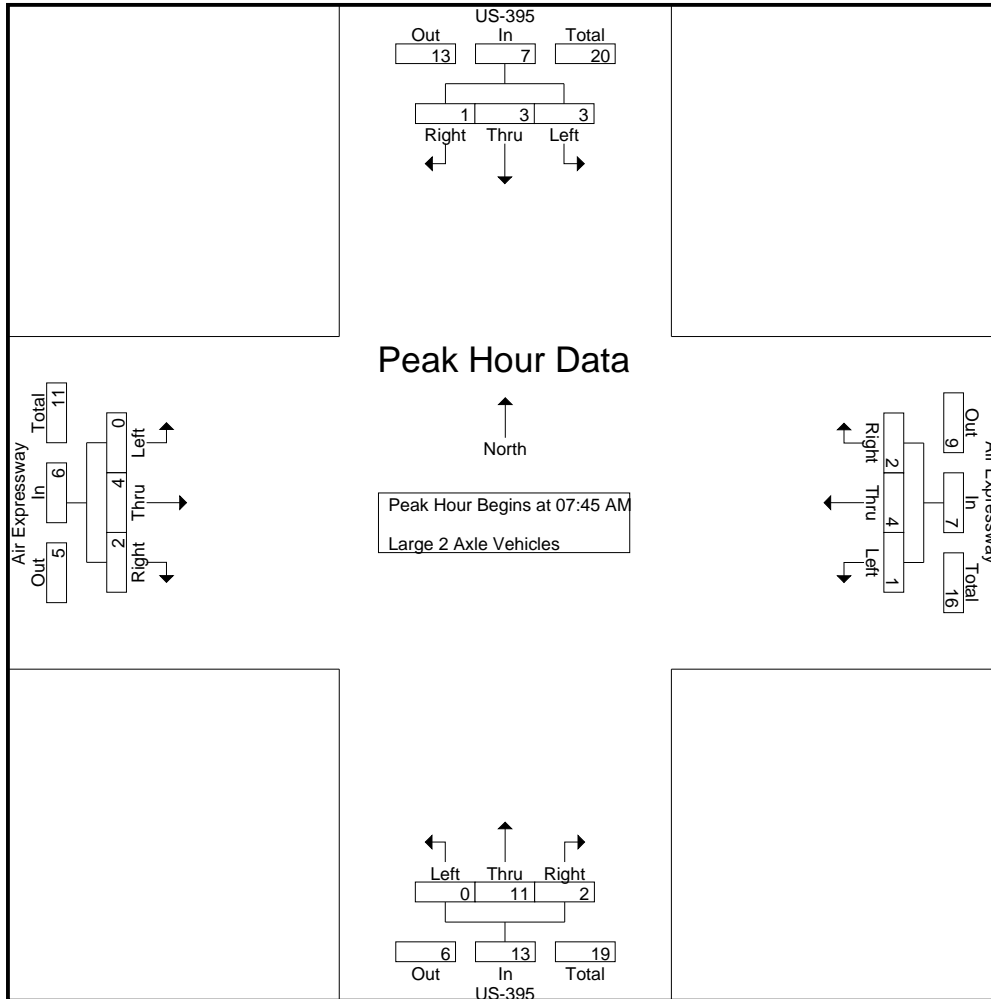 US-395
Out In Total
13 7 20
1 3 3
Right Thru Left
Peak Hour Data
North
Peak Hour Begins at 07:45 AM
Large 2 Axle Vehicles
Air Expressway
Out In Total
5 6 11
2 4 0
Right Thru Left
Air Expressway
Out In Total
9 7 16
2 4 1
Right Thru Left
Left Thru Right
0 11 2
6 13 19
Out In Total
US-395